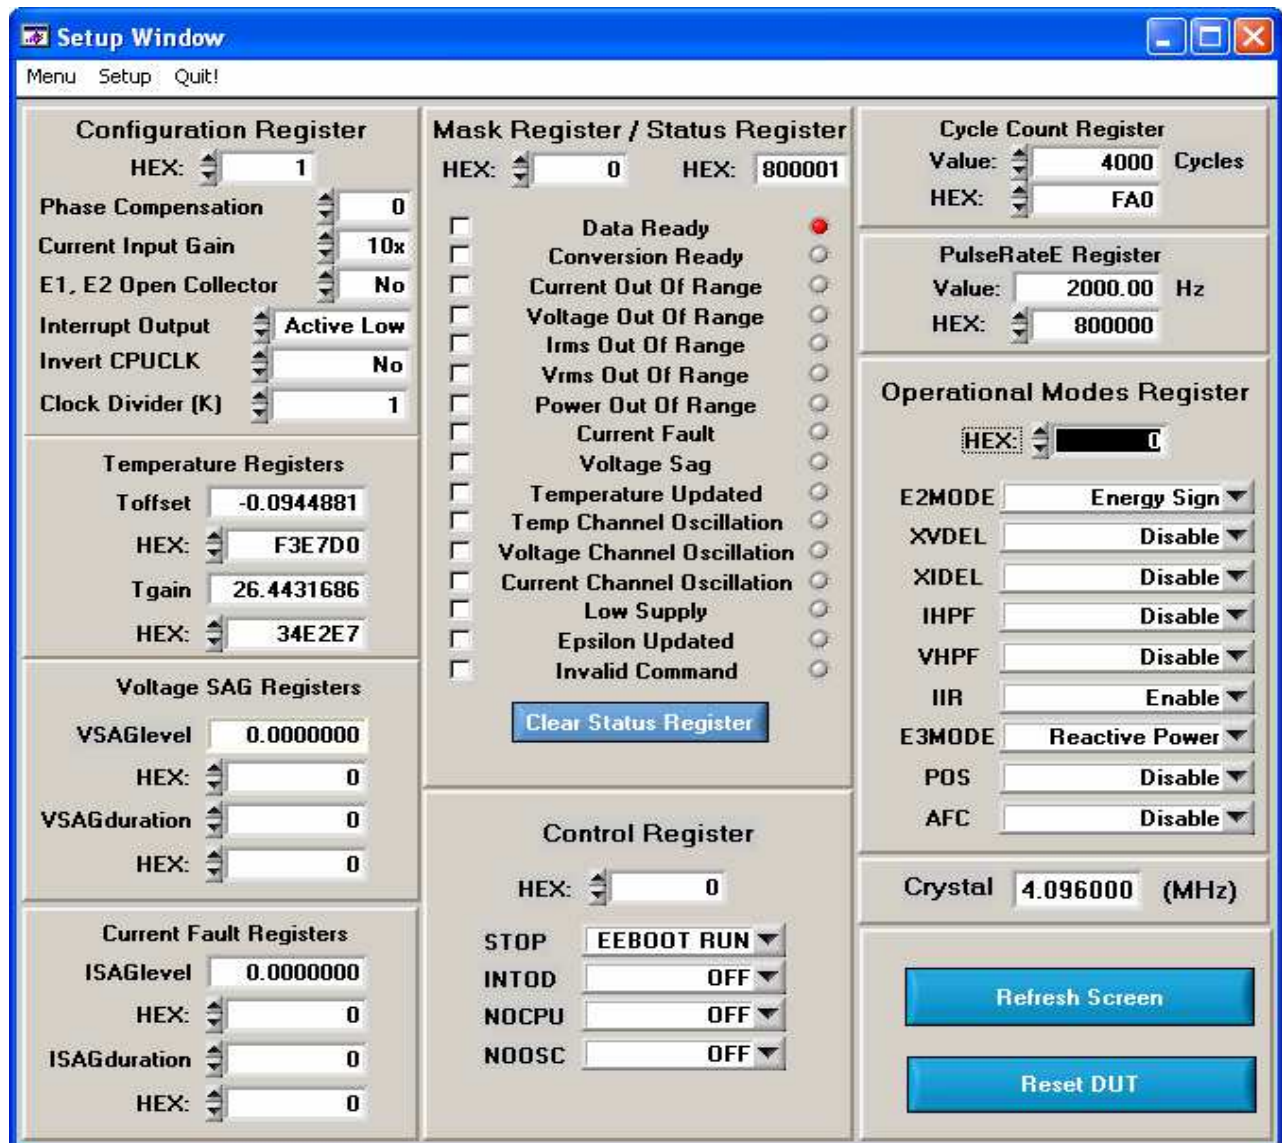 Setup Window
Menu Setup Quit!
Configuration Register
HEX: 1
Phase Compensation 0
Current Input Gain 10x
E1, E2 Open Collector No
Interrupt Output Active Low
Invert CPUCLK No
Clock Divider (K) 1
Temperature Registers
Toffset -0.0944881
HEX: F3E7D0
Tgain 26.4431686
HEX: 34E2E7
Voltage SAG Registers
VSAGlevel 0.0000000
HEX: 0
VSAGduration 0
HEX: 0
Current Fault Registers
ISAGlevel 0.0000000
HEX: 0
ISAGduration 0
HEX: 0
Mask Register / Status Register
HEX: 0 HEX: 800001
Data Ready
Conversion Ready
Current Out Of Range
Voltage Out Of Range
Irms Out Of Range
Vrms Out Of Range
Power Out Of Range
Current Fault
Voltage Sag
Temperature Updated
Temp Channel Oscillation
Voltage Channel Oscillation
Current Channel Oscillation
Low Supply
Epsilon Updated
Invalid Command
Clear Status Register
Control Register
HEX: 0
STOP EEBOOT RUN
INTOD OFF
NOCPU OFF
NOOSC OFF
Cycle Count Register
Value: 4000 Cycles
HEX: FA0
PulseRateE Register
Value: 2000.00 Hz
HEX: 800000
Operational Modes Register
HEX: 0
E2MODE Energy Sign
XVDEL Disable
XIDEL Disable
IHPF Disable
VHPF Disable
IIR Enable
E3MODE Reactive Power
POS Disable
AFC Disable
Crystal 4.096000 (MHz)
Refresh Screen
Reset DUT